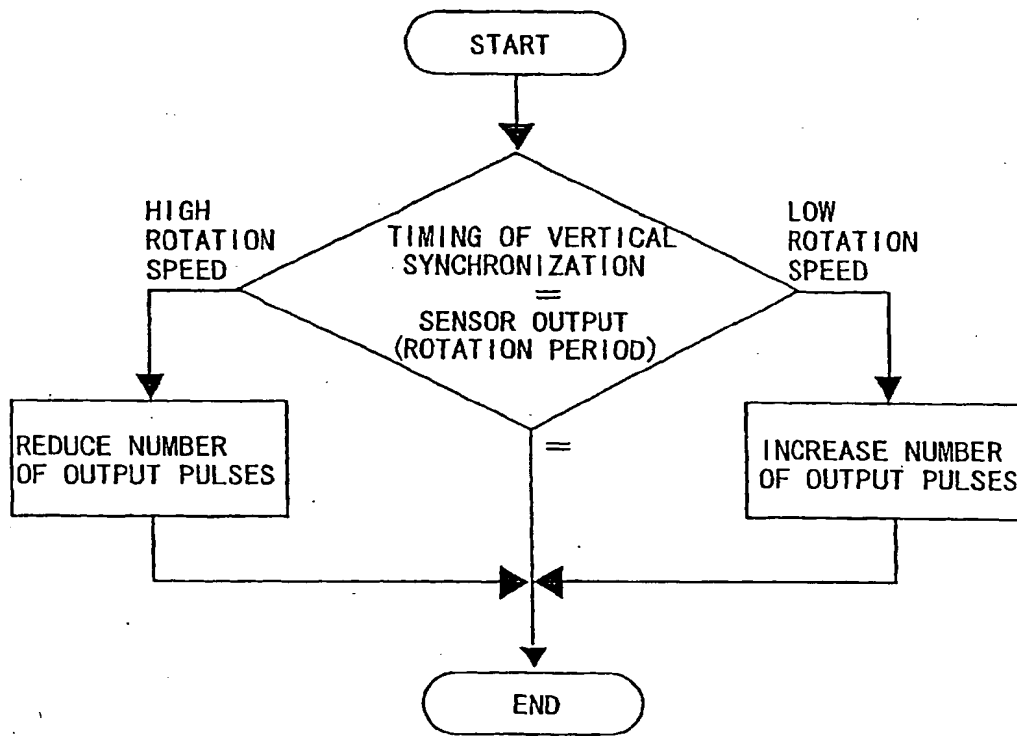 START
HIGH
ROTATION
SPEED
TIMING OF VERTICAL
SYNCHRONIZATION
=
SENSOR OUTPUT
(ROTATION PERIOD)
LOW
ROTATION
SPEED
REDUCE NUMBER
OF OUTPUT PULSES
=
INCREASE NUMBER
OF OUTPUT PULSES
END